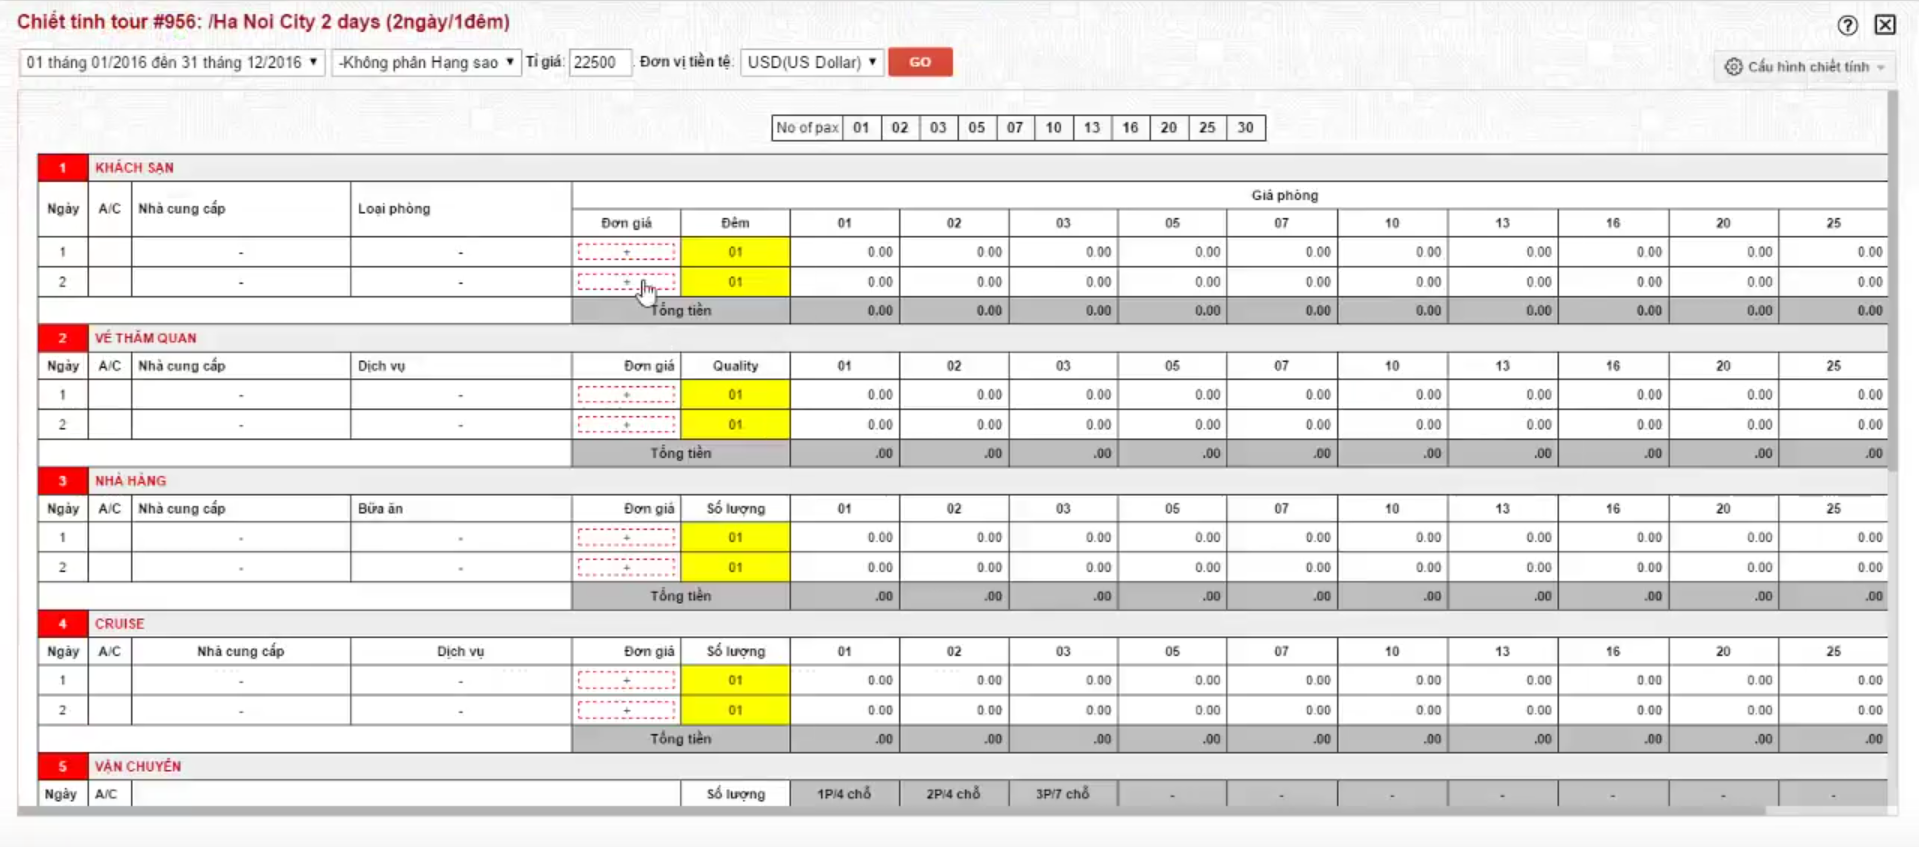 Chiết tính tour #956: /Ha Noi City 2 days (2ngày/1đêm)
01 tháng 01/2016 đến 31 tháng 12/2016 -Không phân Hạng sao Tỉ giá: 22500 Đơn vị tiền tệ: USD(US Dollar) GO Cấu hình chiết tính
No of pax 01 02 03 05 07 10 13 16 20 25 30
1 KHÁCH SẠN
Ngày A/C Nhà cung cấp Loại phòng Giá phòng
Đơn giá Đêm 01 02 03 05 07 10 13 16 20 25
1 - - + 01 0.00 0.00 0.00 0.00 0.00 0.00 0.00 0.00 0.00 0.00
2 - - + 01 0.00 0.00 0.00 0.00 0.00 0.00 0.00 0.00 0.00 0.00
Tổng tiền 0.00 0.00 0.00 0.00 0.00 0.00 0.00 0.00 0.00 0.00
2 VÉ THĂM QUAN
Ngày A/C Nhà cung cấp Dịch vụ Đơn giá Quality 01 02 03 05 07 10 13 16 20 25
1 - - + 01 0.00 0.00 0.00 0.00 0.00 0.00 0.00 0.00 0.00 0.00
2 - - + 01 0.00 0.00 0.00 0.00 0.00 0.00 0.00 0.00 0.00 0.00
Tổng tiền .00 .00 .00 .00 .00 .00 .00 .00 .00 .00
3 NHÀ HÀNG
Ngày A/C Nhà cung cấp Bữa ăn Đơn giá Số lượng 01 02 03 05 07 10 13 16 20 25
1 - - + 01 0.00 0.00 0.00 0.00 0.00 0.00 0.00 0.00 0.00 0.00
2 - - + 01 0.00 0.00 0.00 0.00 0.00 0.00 0.00 0.00 0.00 0.00
Tổng tiền .00 .00 .00 .00 .00 .00 .00 .00 .00 .00
4 CRUISE
Ngày A/C Nhà cung cấp Dịch vụ Đơn giá Số lượng 01 02 03 05 07 10 13 16 20 25
1 - - + 01 0.00 0.00 0.00 0.00 0.00 0.00 0.00 0.00 0.00 0.00
2 - - + 01 0.00 0.00 0.00 0.00 0.00 0.00 0.00 0.00 0.00 0.00
Tổng tiền .00 .00 .00 .00 .00 .00 .00 .00 .00 .00
5 VẬN CHUYỂN
Ngày A/C Số lượng 1P/4 chỗ 2P/4 chỗ 3P/7 chỗ - - - - - - -